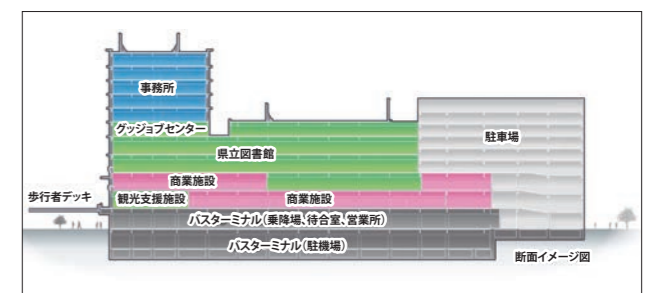 事務所
グッジョブセンター
駐車場
県立図書館
商業施設
歩行者デッキ
観光支援施設
商業施設
バスターミナル(乗降場、待合室、営業所)
バスターミナル(駐機場)
断面イメージ図